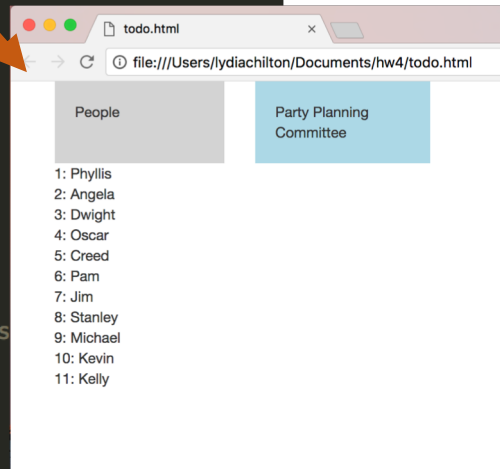 todo.html
file:///Users/lydiachilton/Documents/hw4/todo.html
People
Party Planning
Committee
1: Phyllis
2: Angela
3: Dwight
4: Oscar
5: Creed
6: Pam
7: Jim
8: Stanley
9: Michael
10: Kevin
11: Kelly